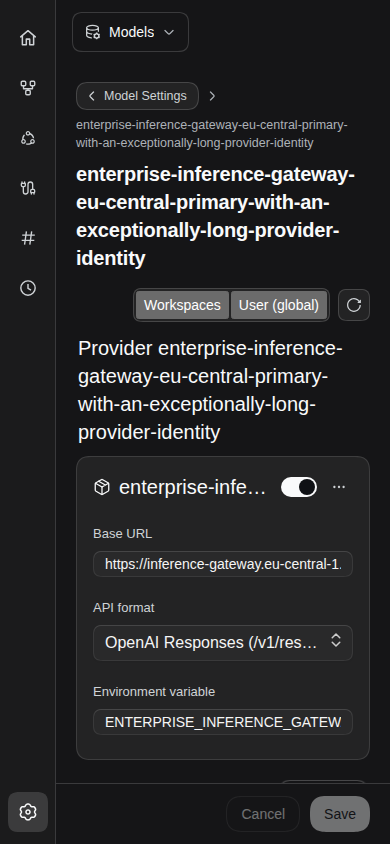 Models
Model Settings
enterprise-inference-gateway-eu-central-primary-
with-an-exceptionally-long-provider-identity
enterprise-inference-gateway-
eu-central-primary-with-an-
exceptionally-long-provider-
identity
Workspaces User (global)
Provider enterprise-inference-
gateway-eu-central-primary-
with-an-exceptionally-long-
provider-identity
enterprise-infe…
Base URL
https://inference-gateway.eu-central-1.
API format
OpenAI Responses (/v1/res…
Environment variable
ENTERPRISE_INFERENCE_GATEW
Cancel Save